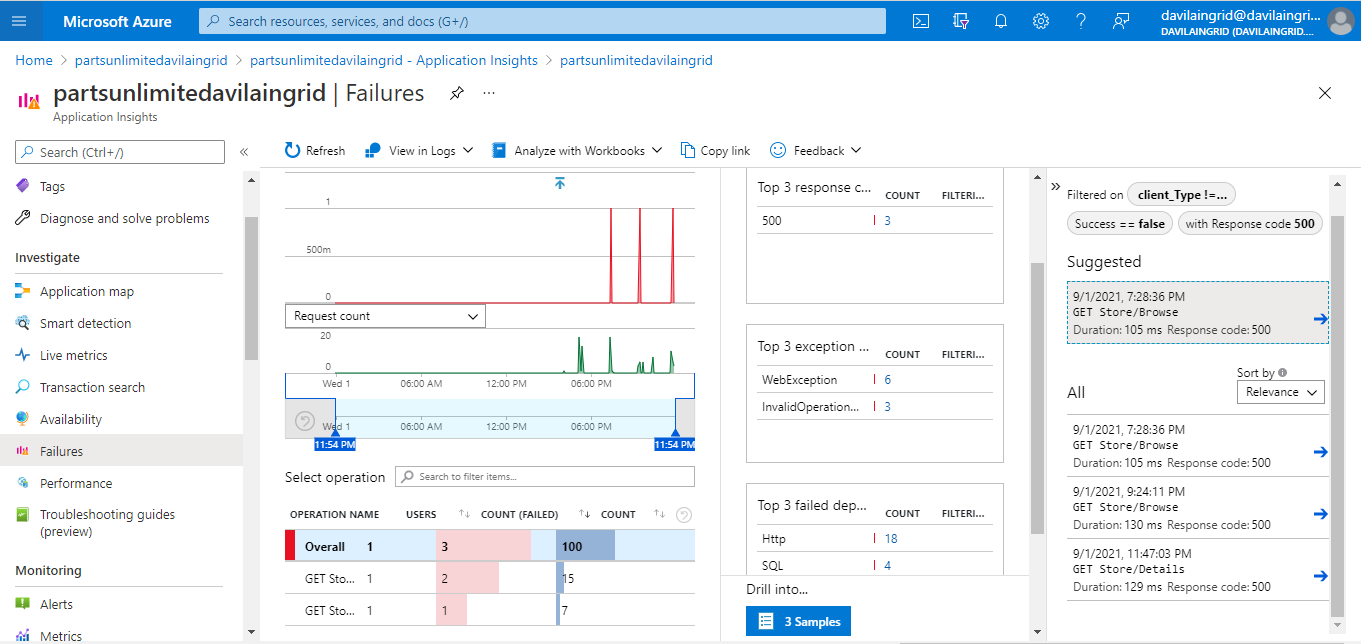 Microsoft Azure
Search resources, services, and docs (G+/)
davilaingrid@davilaingri...
DAVILAINGRID (DAVILAINGRID....
Home > partsunlimitedavilaingrid > partsunlimitedavilaingrid - Application Insights > partsunlimitedavilaingrid
partsunlimitedavilaingrid | Failures ...
Application Insights
Search (Ctrl+/)
«
Tags
Diagnose and solve problems
Investigate
Application map
Smart detection
Live metrics
Transaction search
Availability
Failures
Performance
Troubleshooting guides
(preview)
Monitoring
Alerts
Metrics
Refresh View in Logs Analyze with Workbooks Copy link Feedback
1
500m
0
Request count
20
0
Wed 1 06:00 AM 12:00 PM 06:00 PM
Wed 1 06:00 AM 12:00 PM 06:00 PM
11:54 PM 11:54 PM
Select operation Search to filter items...
OPERATION NAME USERS ↑↓ COUNT (FAILED) ↑↓ COUNT ↑↓
Overall 1 3 100
GET Sto... 1 2 15
GET Sto... 1 1 7
Top 3 response c... COUNT FILTERI...
500 3
Top 3 exception ... COUNT FILTERI...
WebException 6
InvalidOperation... 3
Top 3 failed dep... COUNT FILTERI...
Http 18
SQL 4
Drill into...
3 Samples
»
Filtered on client_Type !=...
Success == false with Response code 500
Suggested
9/1/2021, 7:28:36 PM
GET Store/Browse
Duration: 105 ms Response code: 500
Sort by
All Relevance
9/1/2021, 7:28:36 PM
GET Store/Browse
Duration: 105 ms Response code: 500
9/1/2021, 9:24:11 PM
GET Store/Browse
Duration: 130 ms Response code: 500
9/1/2021, 11:47:03 PM
GET Store/Details
Duration: 129 ms Response code: 500